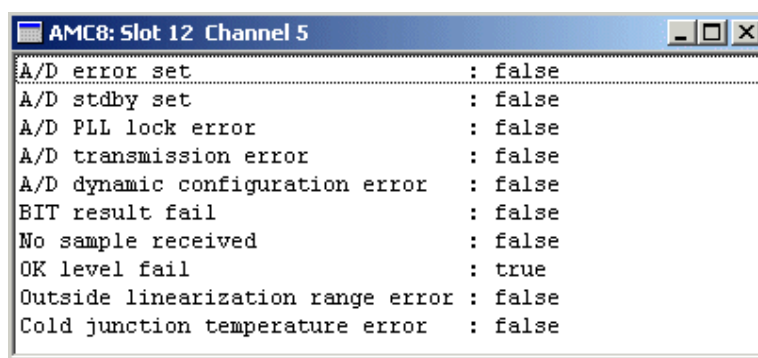 AMC8: Slot 12 Channel 5
A/D error set : false
A/D stdby set : false
A/D PLL lock error : false
A/D transmission error : false
A/D dynamic configuration error : false
BIT result fail : false
No sample received : false
OK level fail : true
Outside linearization range error : false
Cold junction temperature error : false